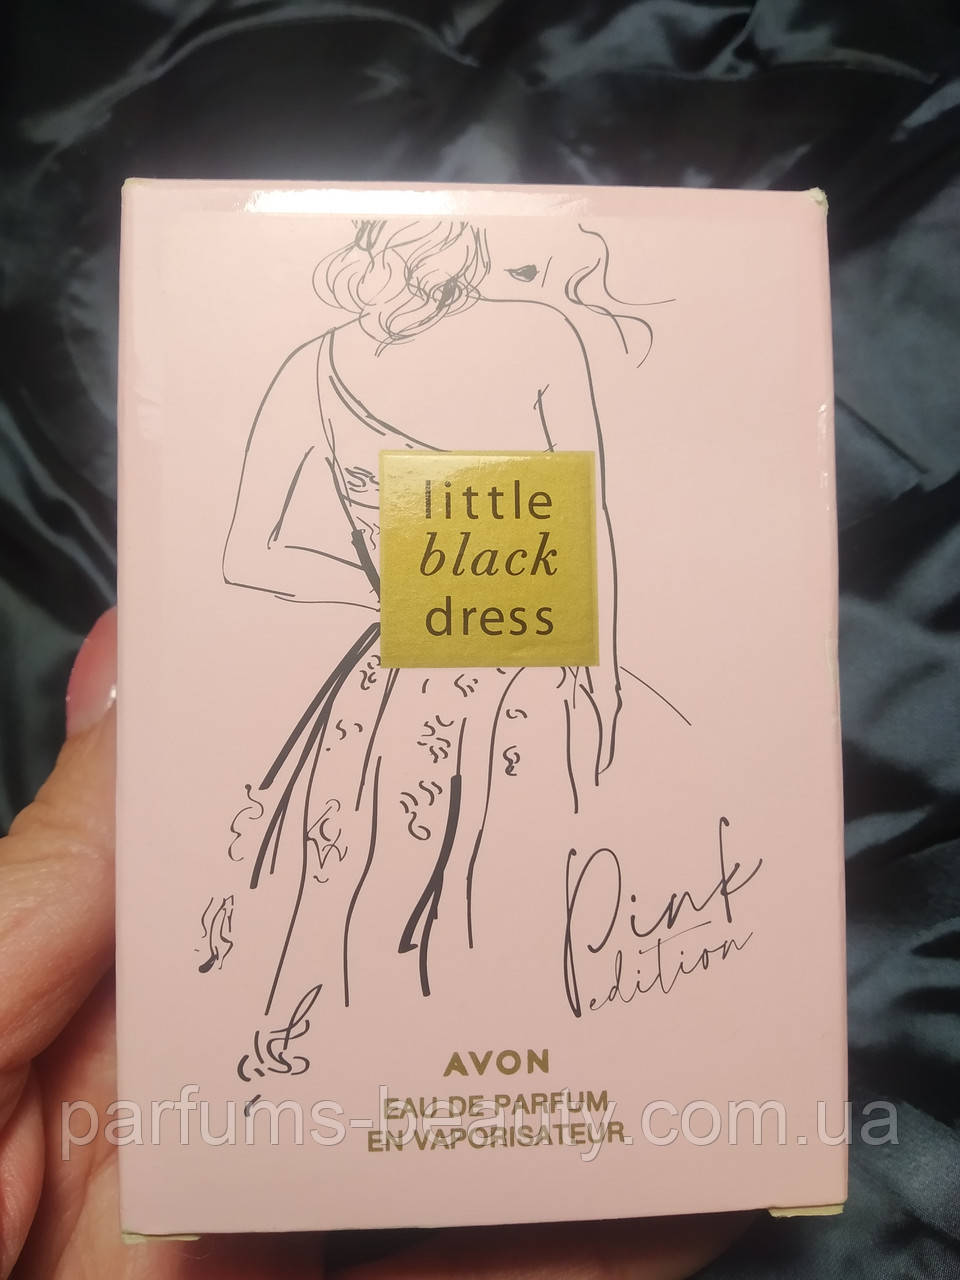 little
black
dress
Pink
edition
AVON
EAU DE PARFUM
EN VAPORISATEUR
parfums-beauty.com.ua